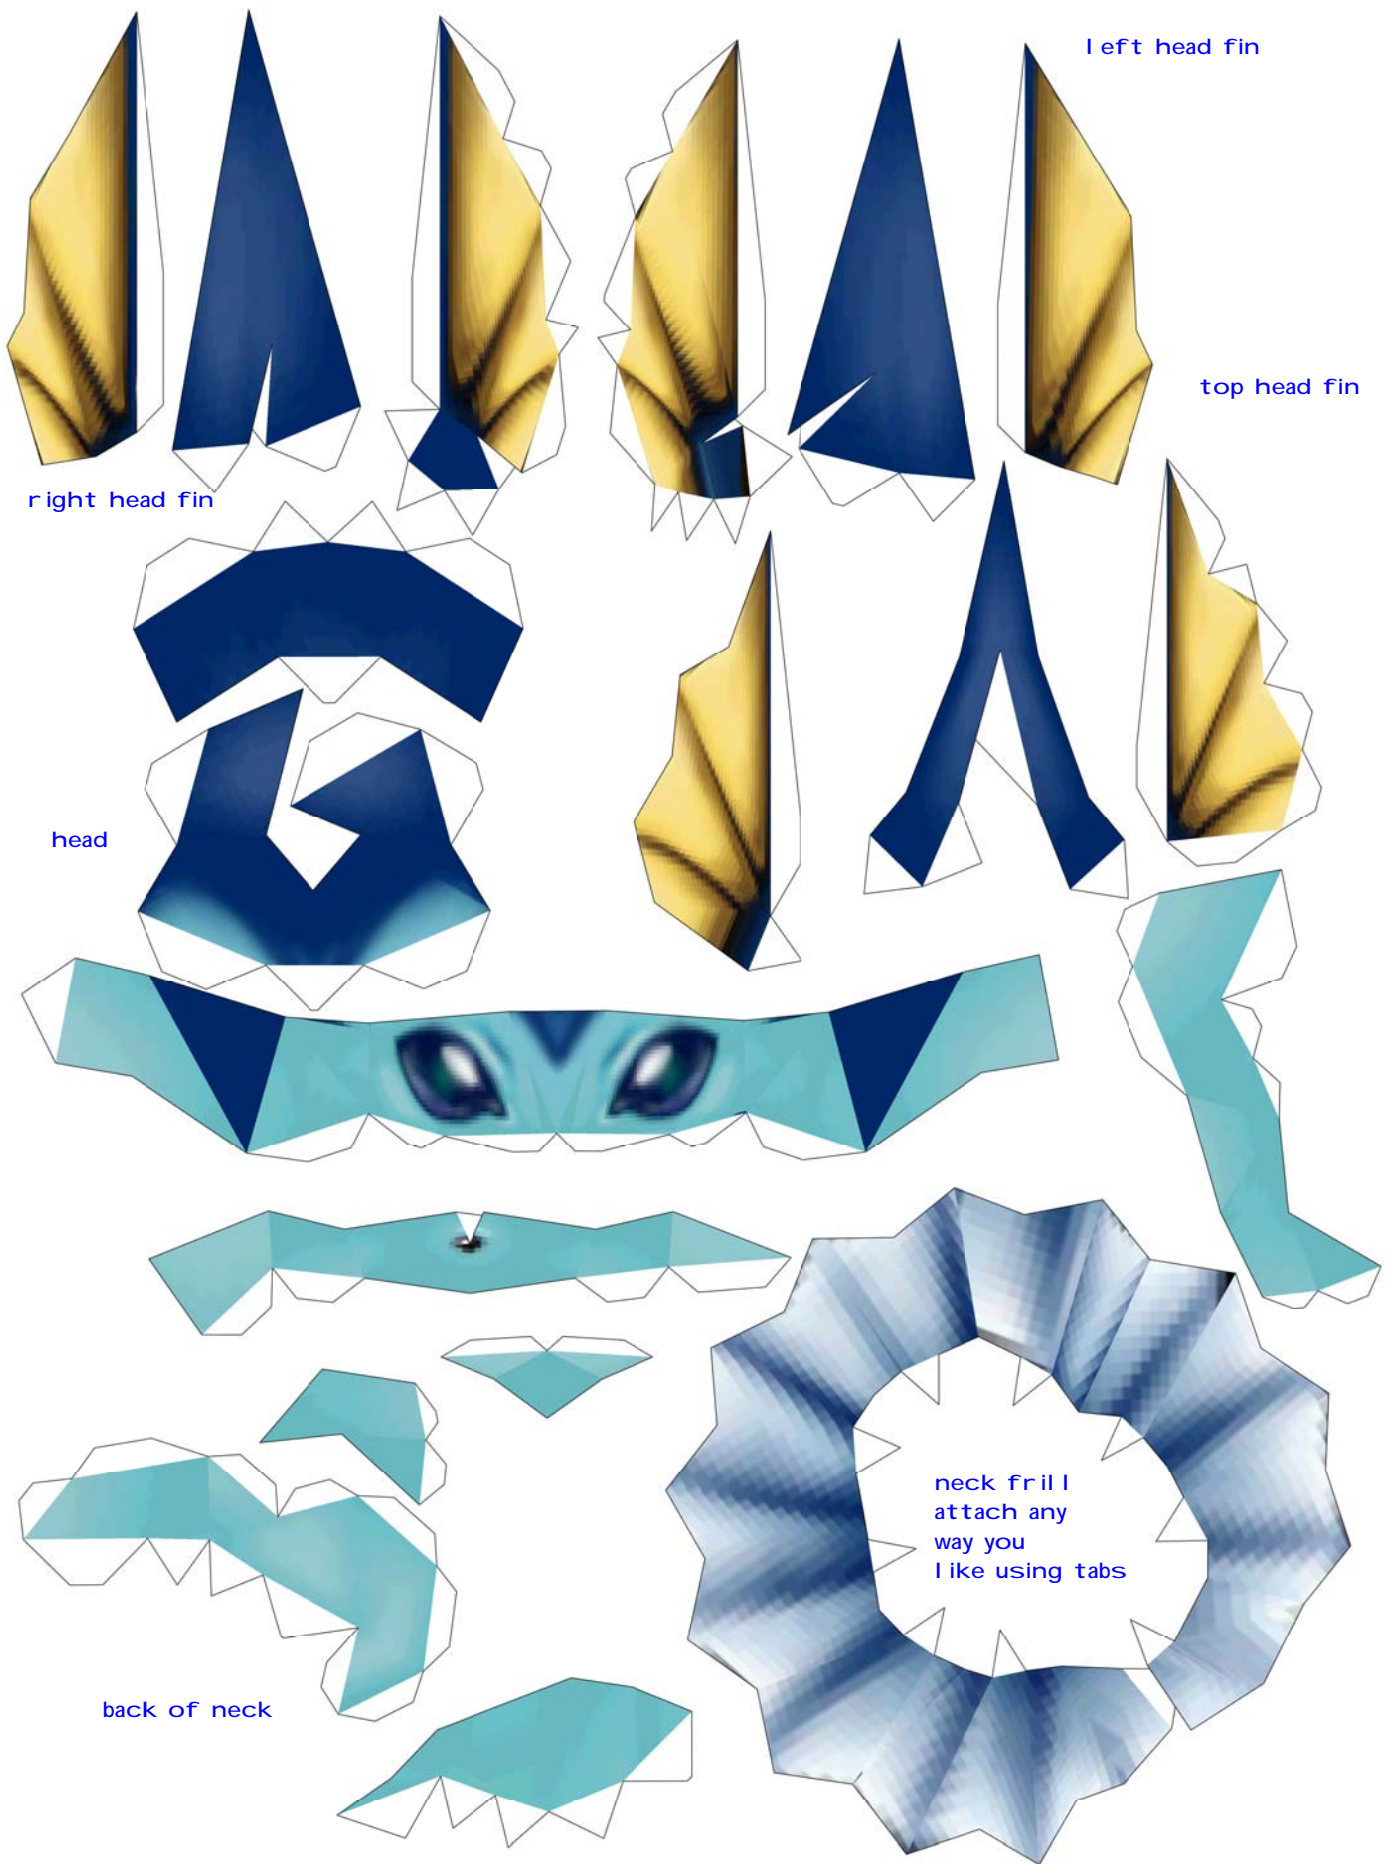 left head fin
top head fin
right head fin
head
neck frill
attach any
way you
like using tabs
back of neck